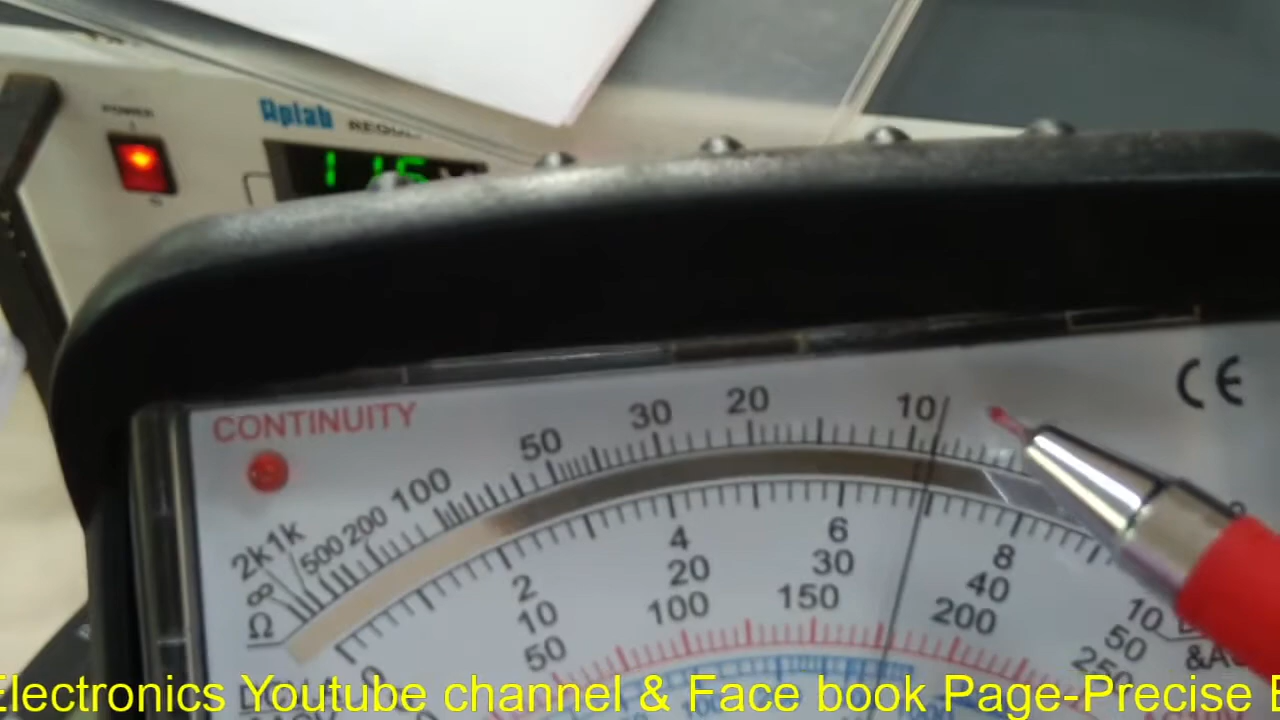 POWER
Aplab
CONTINUITY
2k 1k 500 200 100 50 30 20 10
CE
∞
Ω
0 2 4 6 8 10
10 20 30 40 50
50 100 150 200 250
Electronics Youtube channel & Face book Page-Precise E